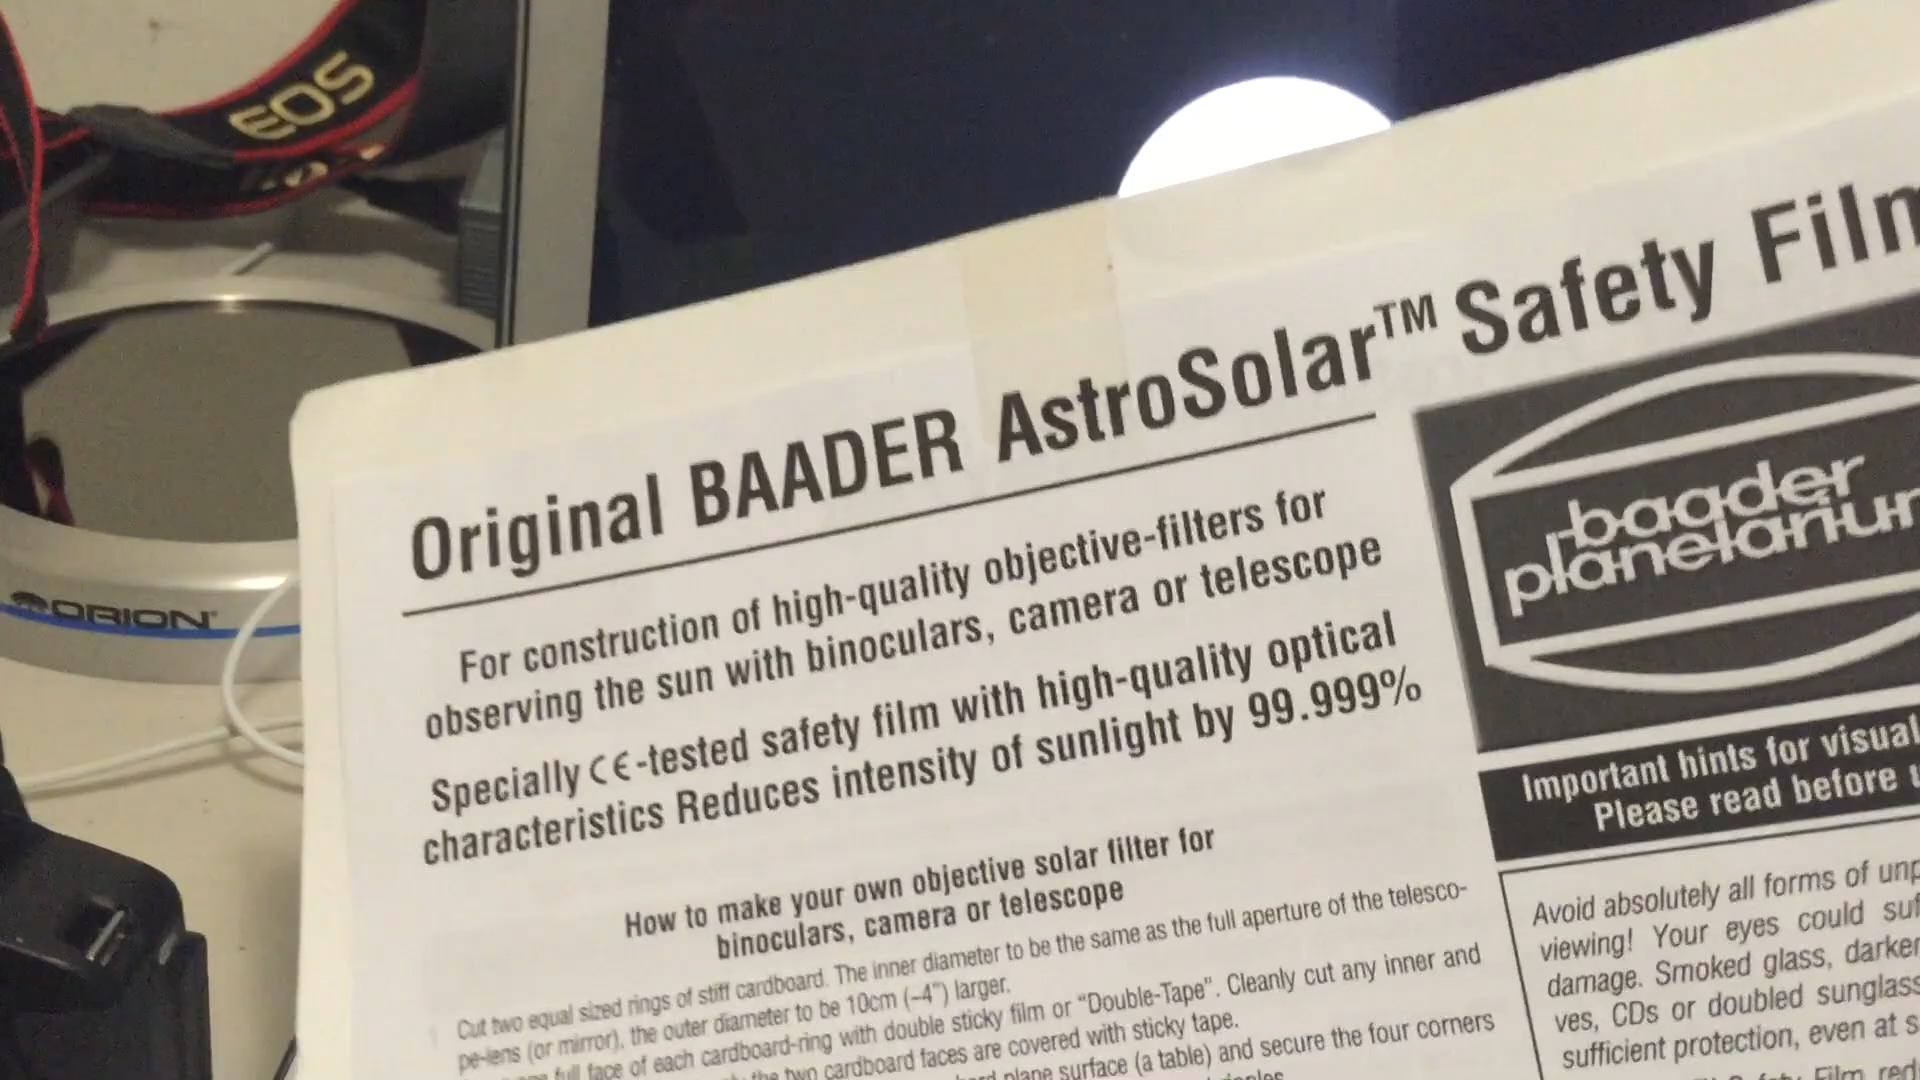 EOS
ORION
Original BAADER AstroSolar™ Safety Film
For construction of high-quality objective-filters for
observing the sun with binoculars, camera or telescope
Specially CE-tested safety film with high-quality optical
characteristics Reduces intensity of sunlight by 99.999%
How to make your own objective solar filter for
binoculars, camera or telescope
Cut two equal sized rings of stiff cardboard. The inner diameter to be the same as the full aperture of the telesco-
pe-lens (or mirror), the outer diameter to be 10cm (~4") larger.
full face of each cardboard-ring with double sticky film or "Double-Tape". Cleanly cut any inner and
the two cardboard faces are covered with sticky tape.
plane surface (a table) and secure the four corners
baader
planetarium
Important hints for visual
Please read before
Avoid absolutely all forms of
viewing! Your eyes could
damage. Smoked glass,
ves, CDs or doubled
sufficient protection, even at